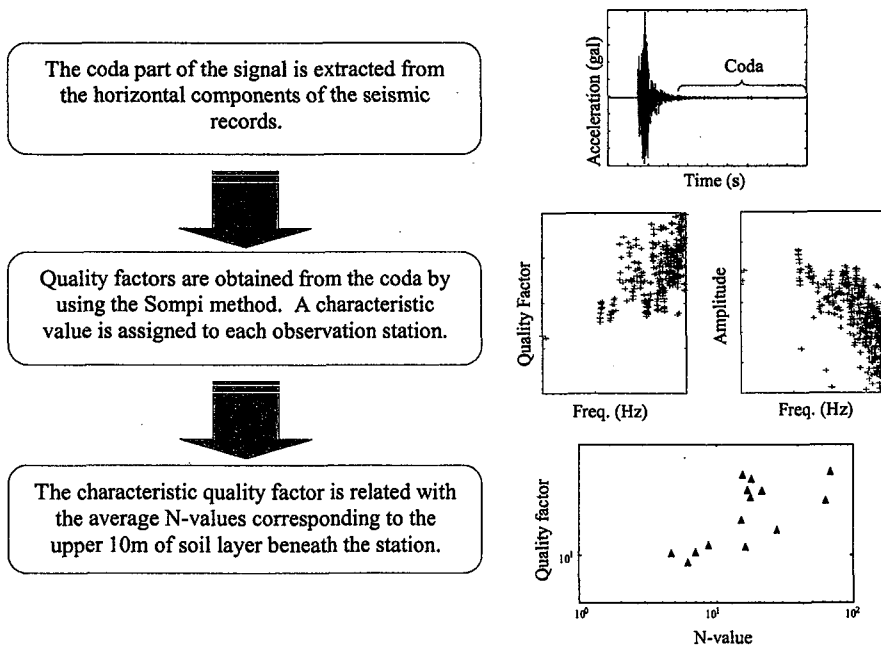 The coda part of the signal is extracted from
the horizontal components of the seismic
records.
Acceleration (gal)
Coda
Time (s)
Quality factors are obtained from the coda by
using the Sompi method. A characteristic
value is assigned to each observation station.
Quality Factor
Freq. (Hz)
Amplitude
Freq. (Hz)
The characteristic quality factor is related with
the average N-values corresponding to the
upper 10m of soil layer beneath the station.
Quality factor
10¹
10⁰ 10¹ 10²
N-value